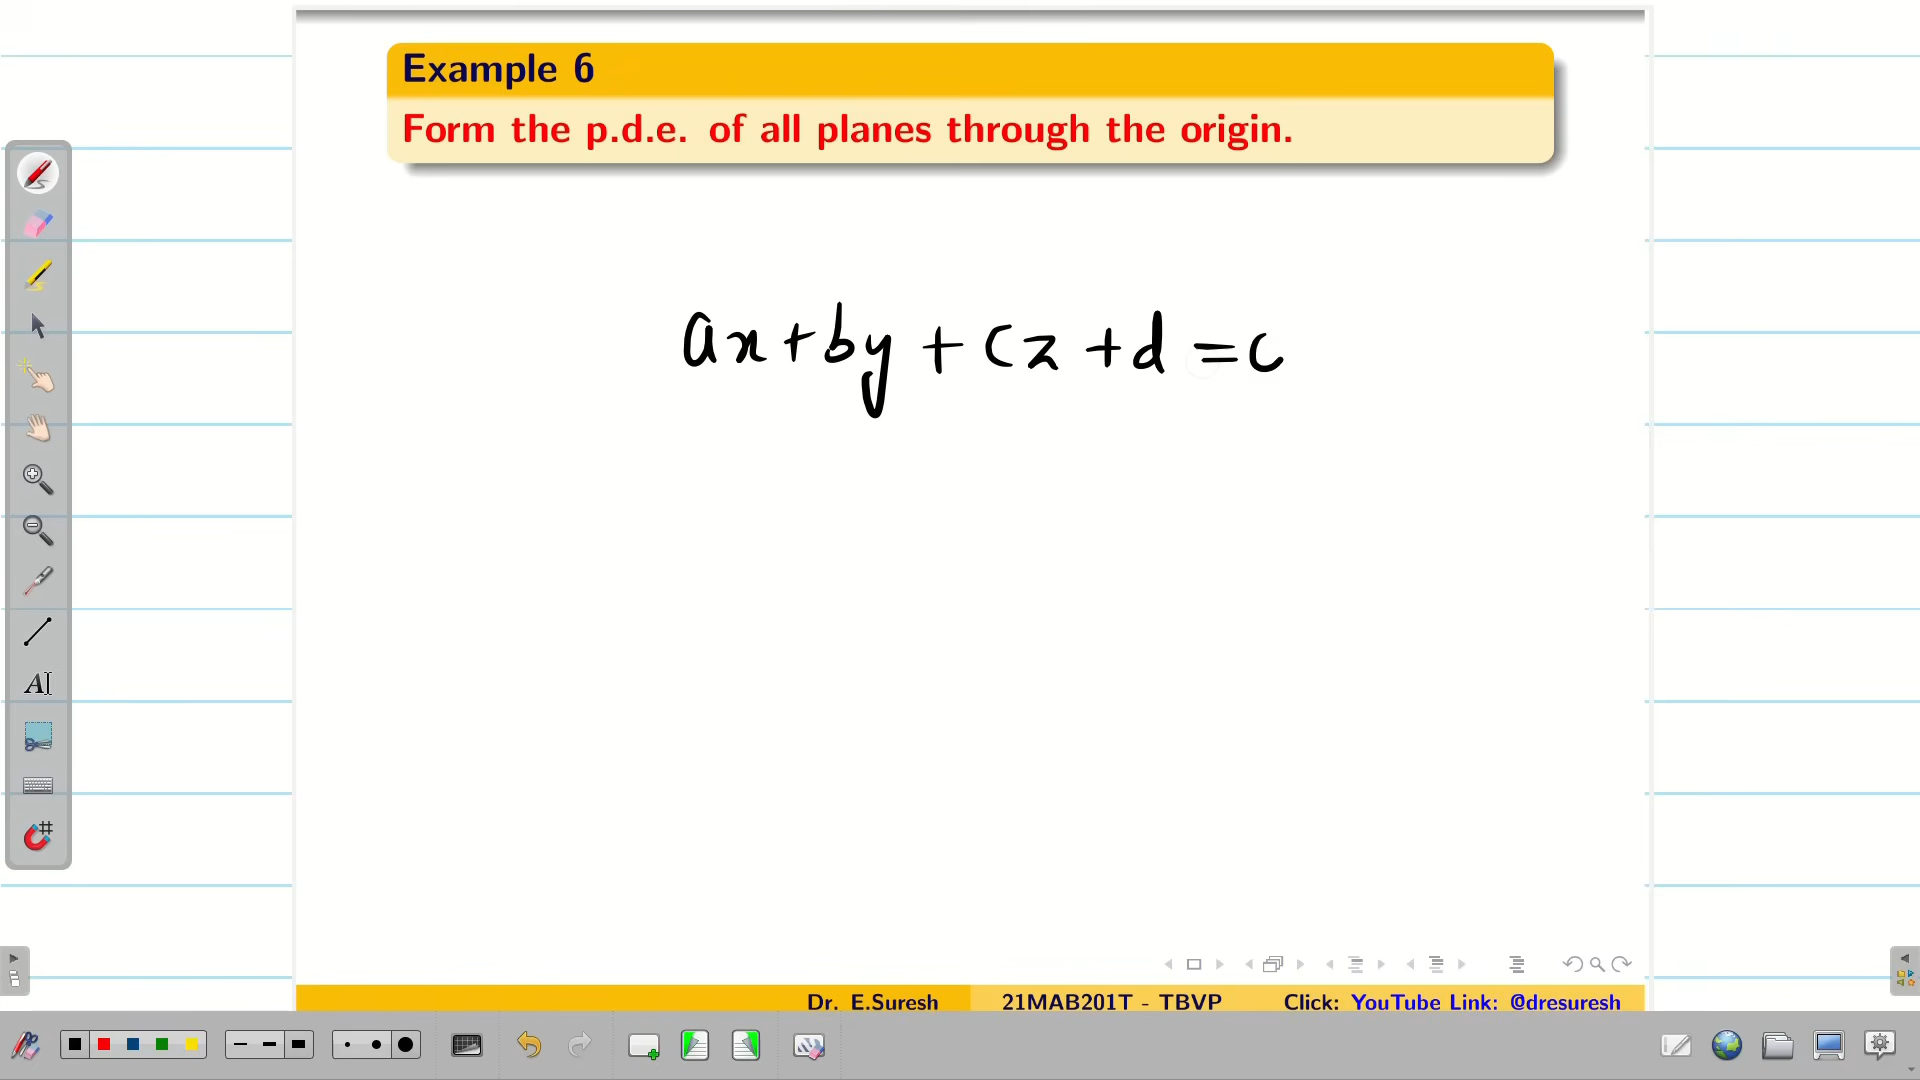 Example 6
Form the p.d.e. of all planes through the origin.
ax + by + cz + d = c
Dr. E.Suresh 21MAB201T - TBVP Click: YouTube Link: @dresuresh